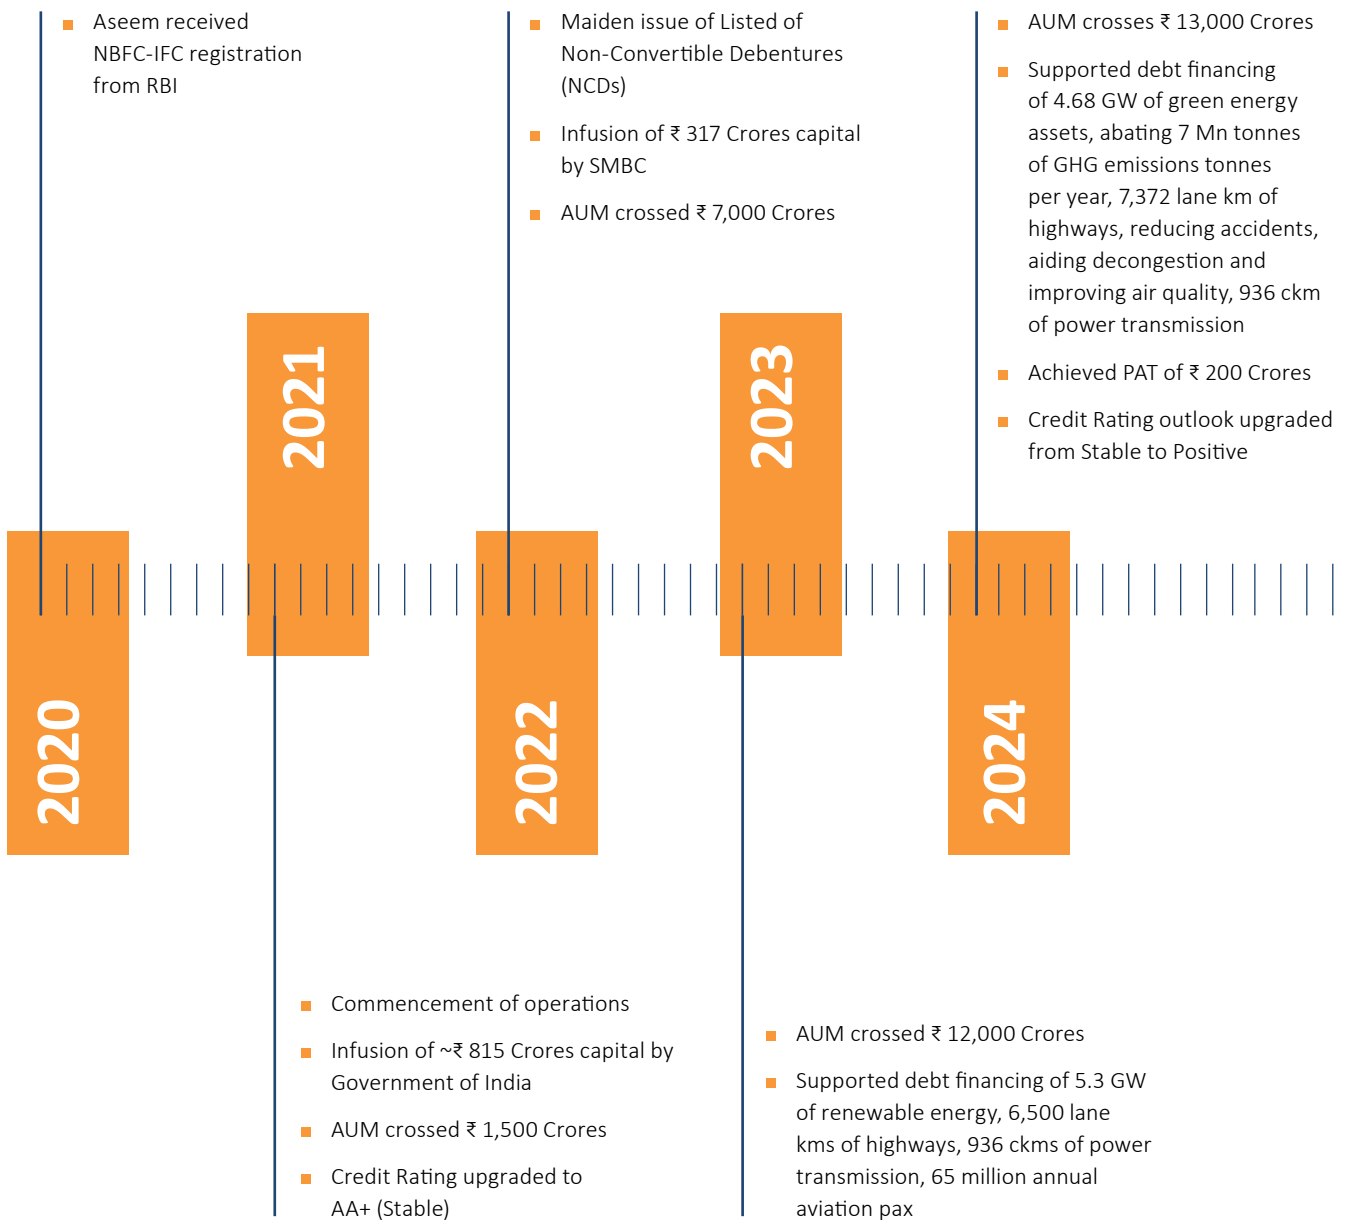 Aseem received
NBFC-IFC registration
from RBI
Maiden issue of Listed of
Non-Convertible Debentures
(NCDs)
Infusion of ₹ 317 Crores capital
by SMBC
AUM crossed ₹ 7,000 Crores
AUM crosses ₹ 13,000 Crores
Supported debt financing
of 4.68 GW of green energy
assets, abating 7 Mn tonnes
of GHG emissions tonnes
per year, 7,372 lane km of
highways, reducing accidents,
aiding decongestion and
improving air quality, 936 ckm
of power transmission
Achieved PAT of ₹ 200 Crores
Credit Rating outlook upgraded
from Stable to Positive
2020
2021
2022
2023
2024
Commencement of operations
Infusion of ~₹ 815 Crores capital by
Government of India
AUM crossed ₹ 1,500 Crores
Credit Rating upgraded to
AA+ (Stable)
AUM crossed ₹ 12,000 Crores
Supported debt financing of 5.3 GW
of renewable energy, 6,500 lane
kms of highways, 936 ckms of power
transmission, 65 million annual
aviation pax